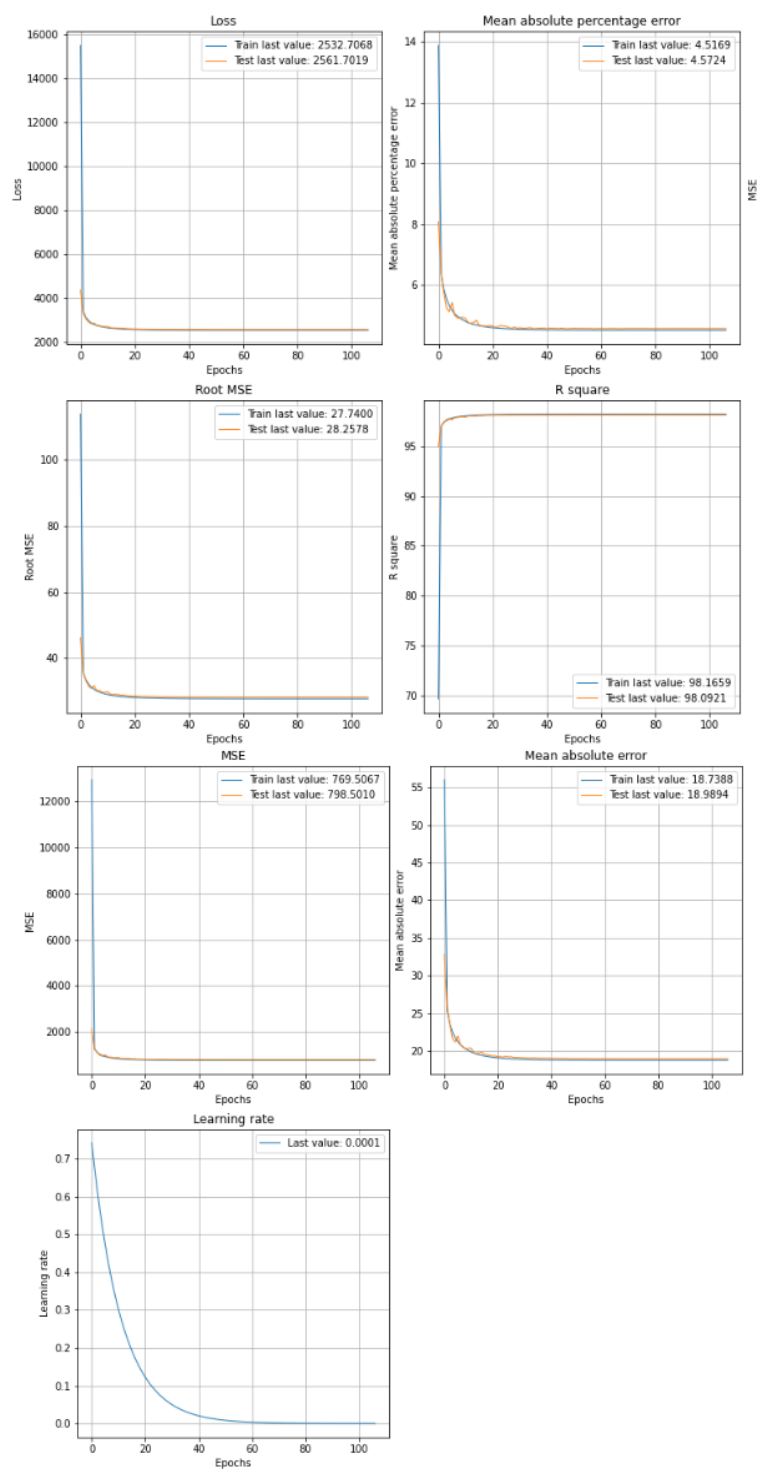 Loss
Train last value: 2532.7068
Test last value: 2561.7019
16000
14000
12000
10000
8000
6000
4000
2000
Loss
0 20 40 60 80 100
Epochs
Mean absolute percentage error
Train last value: 4.5169
Test last value: 4.5724
14
12
10
8
6
Mean absolute percentage error
0 20 40 60 80 100
Epochs
MSE
Root MSE
Train last value: 27.7400
Test last value: 28.2578
100
80
60
40
Root MSE
0 20 40 60 80 100
Epochs
R square
95
90
85
80
75
70
R square
Train last value: 98.1659
Test last value: 98.0921
0 20 40 60 80 100
Epochs
MSE
Train last value: 769.5067
Test last value: 798.5010
12000
10000
8000
6000
4000
2000
MSE
0 20 40 60 80 100
Epochs
Mean absolute error
Train last value: 18.7388
Test last value: 18.9894
55
50
45
40
35
30
25
20
Mean absolute error
0 20 40 60 80 100
Epochs
Learning rate
Last value: 0.0001
0.7
0.6
0.5
0.4
0.3
0.2
0.1
0.0
Learning rate
0 20 40 60 80 100
Epochs